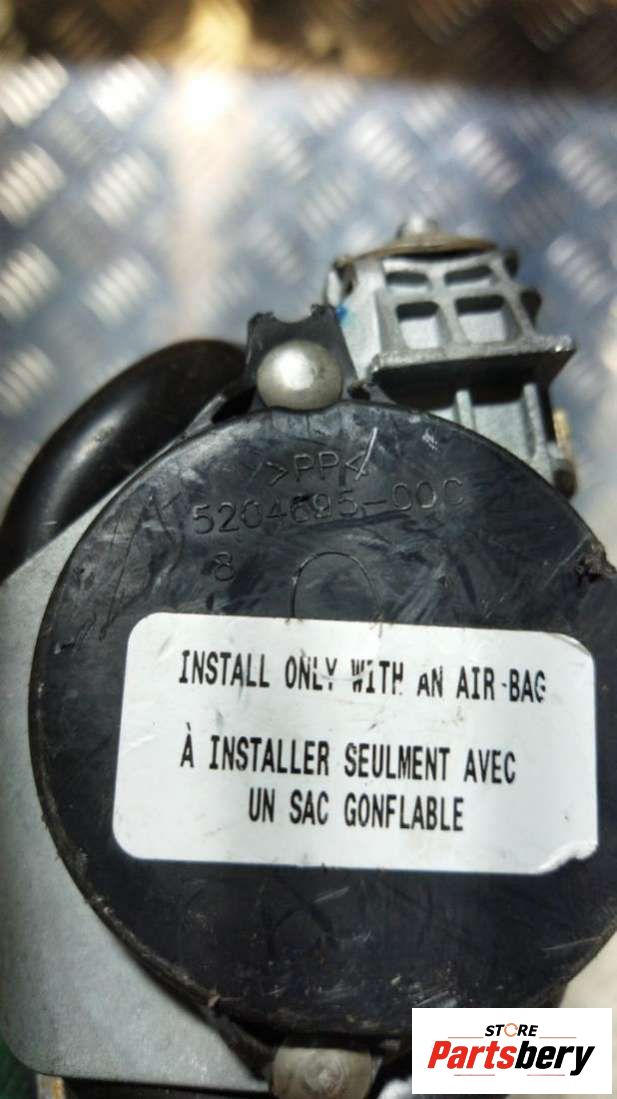 >PP<
5204695-00C
8
INSTALL ONLY WITH AN AIR-BAG
À INSTALLER SEULMENT AVEC
UN SAC GONFLABLE
STORE
Partsbery